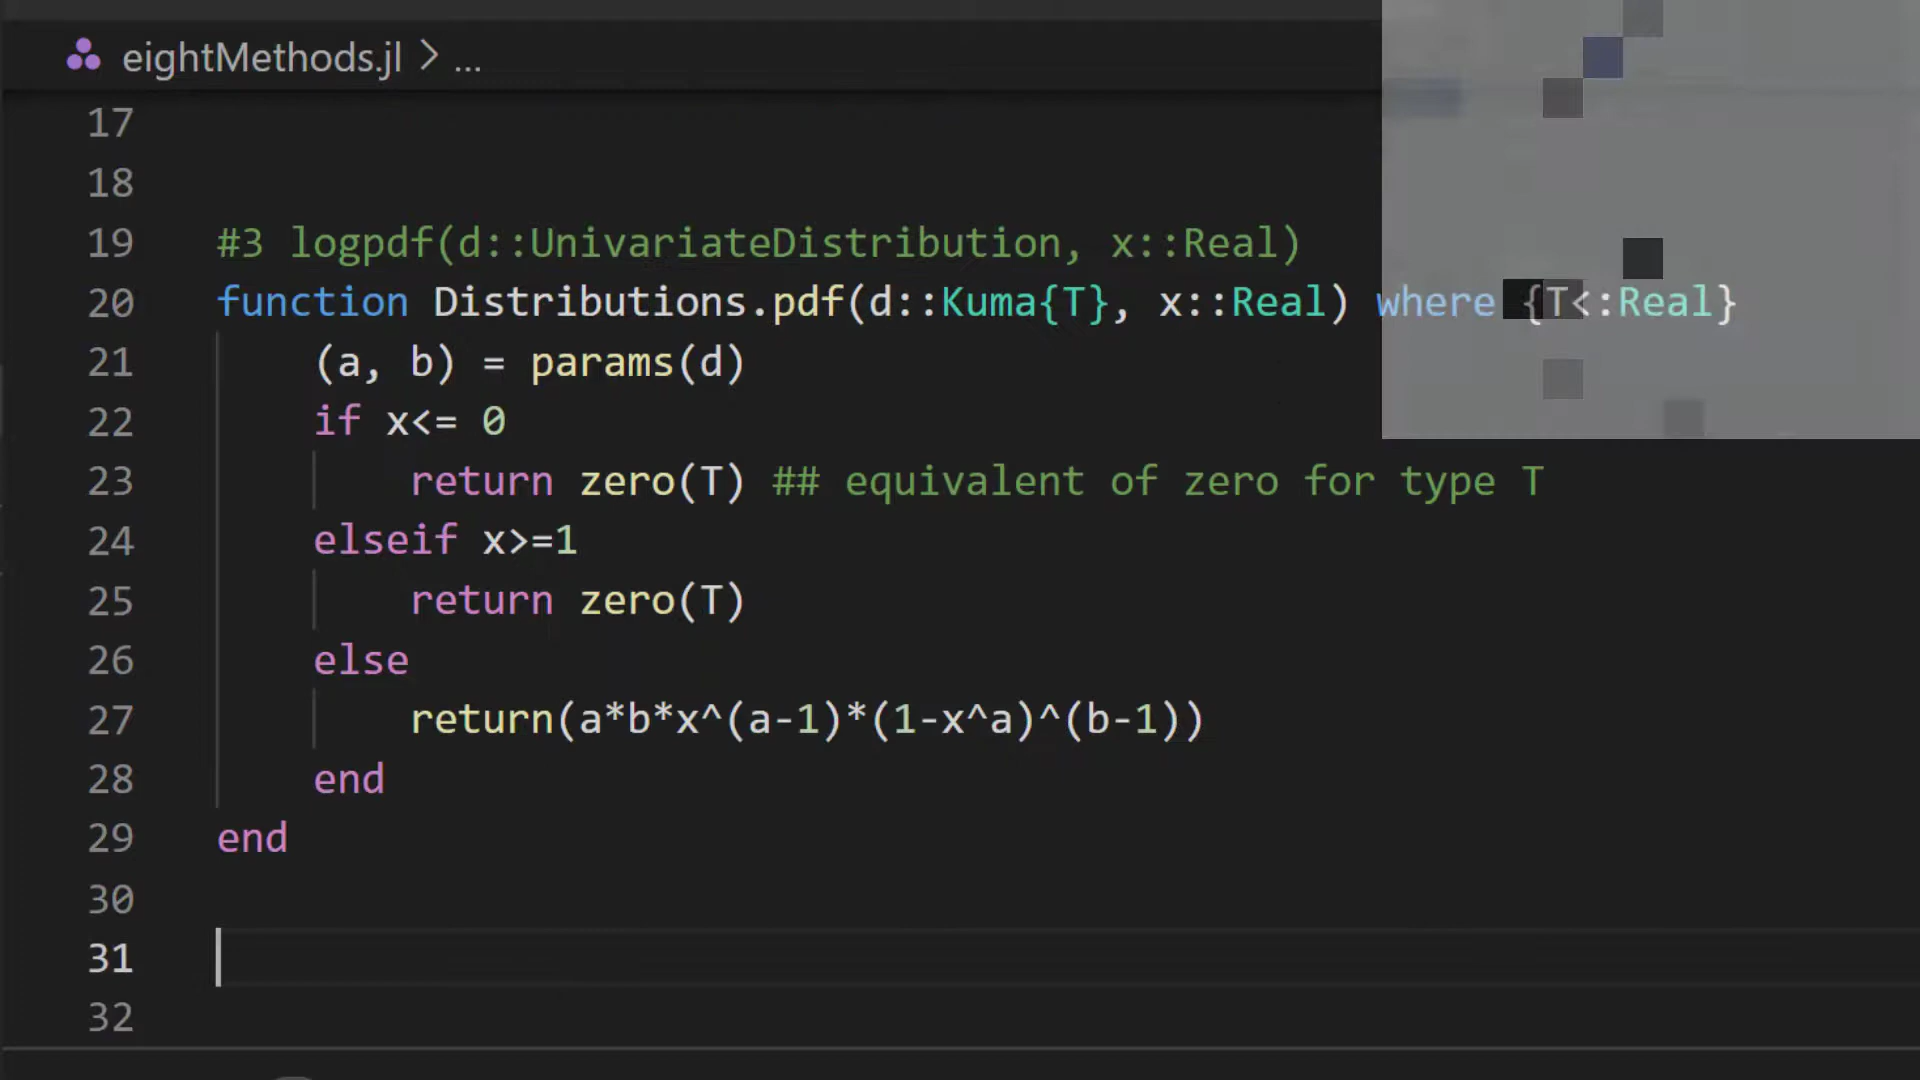 eightMethods.jl > ...
17
18
19 #3 logpdf(d::UnivariateDistribution, x::Real)
20 function Distributions.pdf(d::Kuma{T}, x::Real) where {T<:Real}
21 (a, b) = params(d)
22 if x<= 0
23 return zero(T) ## equivalent of zero for type T
24 elseif x>=1
25 return zero(T)
26 else
27 return(a*b*x^(a-1)*(1-x^a)^(b-1))
28 end
29 end
30
31
32